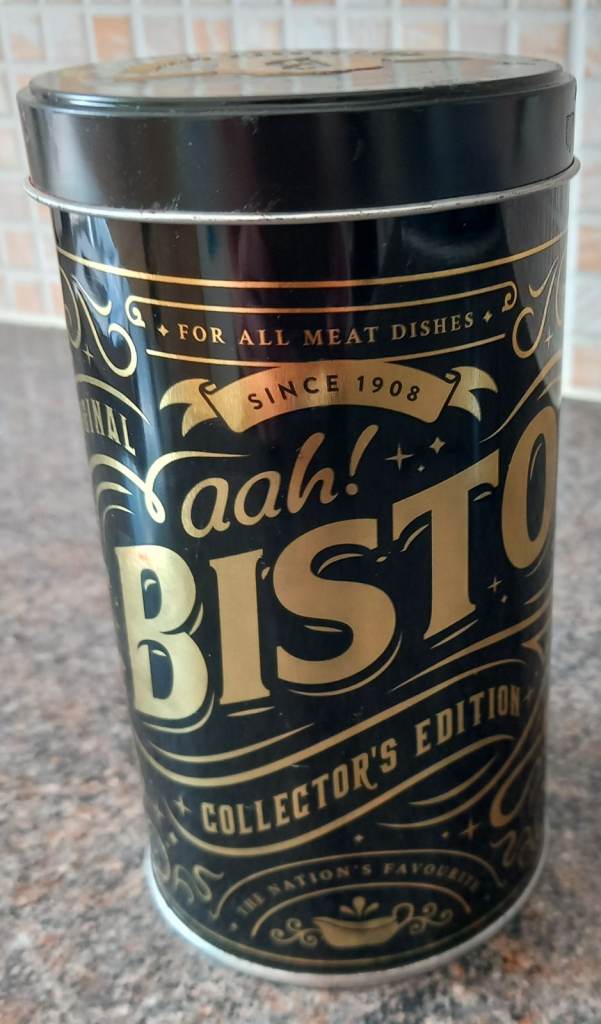 FOR ALL MEAT DISHES
SINCE 1908
aah!
BISTO
COLLECTOR'S EDITION
THE NATION'S FAVOURITE